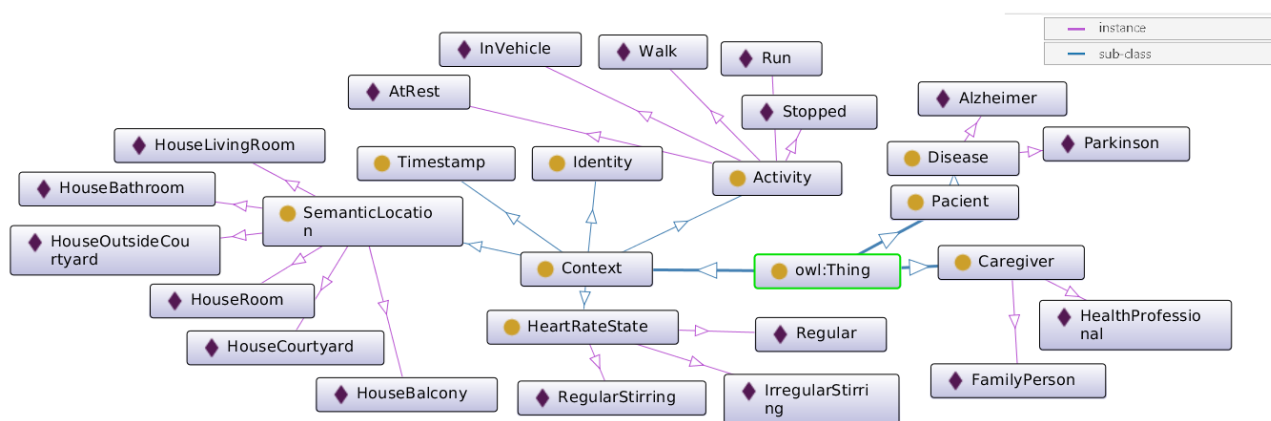 instance
sub-class
InVehicle
Walk
Run
AtRest
Stopped
Alzheimer
HouseLivingRoom
Timestamp
Identity
Disease
Parkinson
HouseBathroom
Activity
Pacient
SemanticLocatio
n
HouseOutsideCou
rtyard
Context
owl:Thing
Caregiver
HouseRoom
HeartRateState
Regular
HealthProfessio
nal
HouseCourtyard
HouseBalcony
RegularStirring
IrregularStirri
ng
FamilyPerson